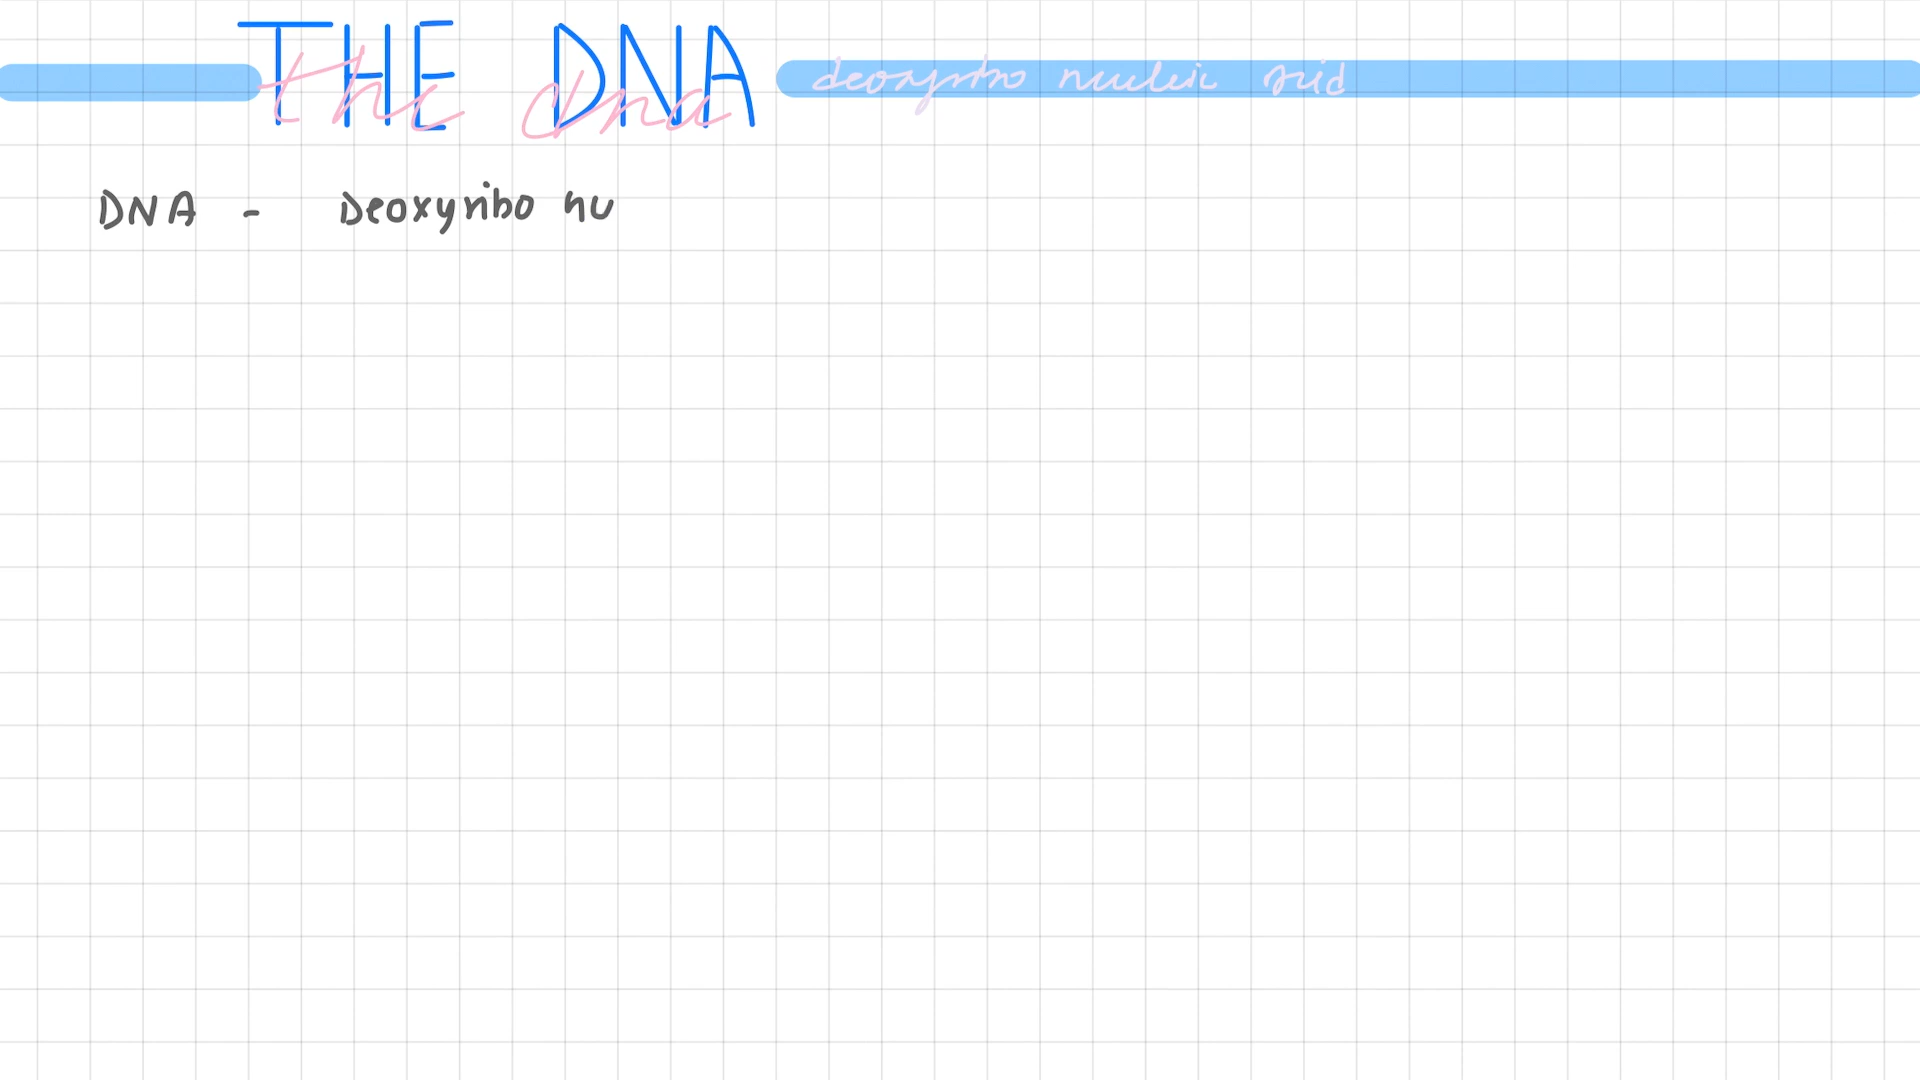 THE DNA
the dna
deoxyribo nucleic acid
DNA - Deoxyribo nu